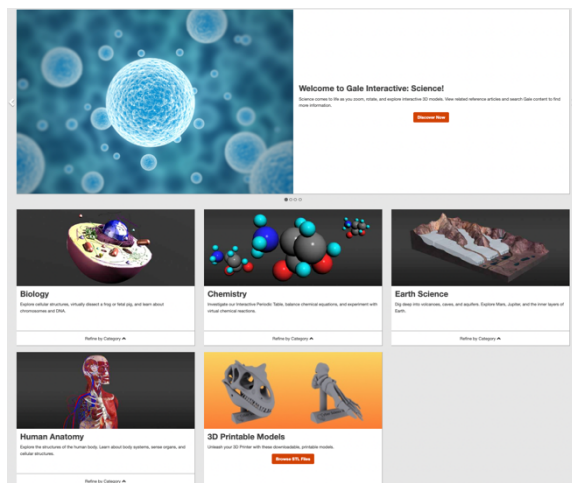 Welcome to Gale Interactive: Science!
Science comes to life as you zoom, rotate, and explore interactive 3D models. View related reference articles and search Gale content to find
more information.
Discover Now
Biology
Explore cellular structures, virtually dissect a frog or fetal pig, and learn about
chromosomes and DNA.
Refine by Category
Chemistry
Investigate our interactive Periodic Table, balance chemical equations, and experiment with
virtual chemical reactions.
Refine by Category
Earth Science
Dig deep into volcanoes, caves, and aquifers. Explore Mars, Jupiter, and the inner layers of
Earth.
Refine by Category
Human Anatomy
Explore the structures of the human body. Learn about body systems, sense organs, and
cellular structures.
Refine by Category
3D Printable Models
Unleash your 3D Printer with these downloadable, printable models.
Browse STL Files